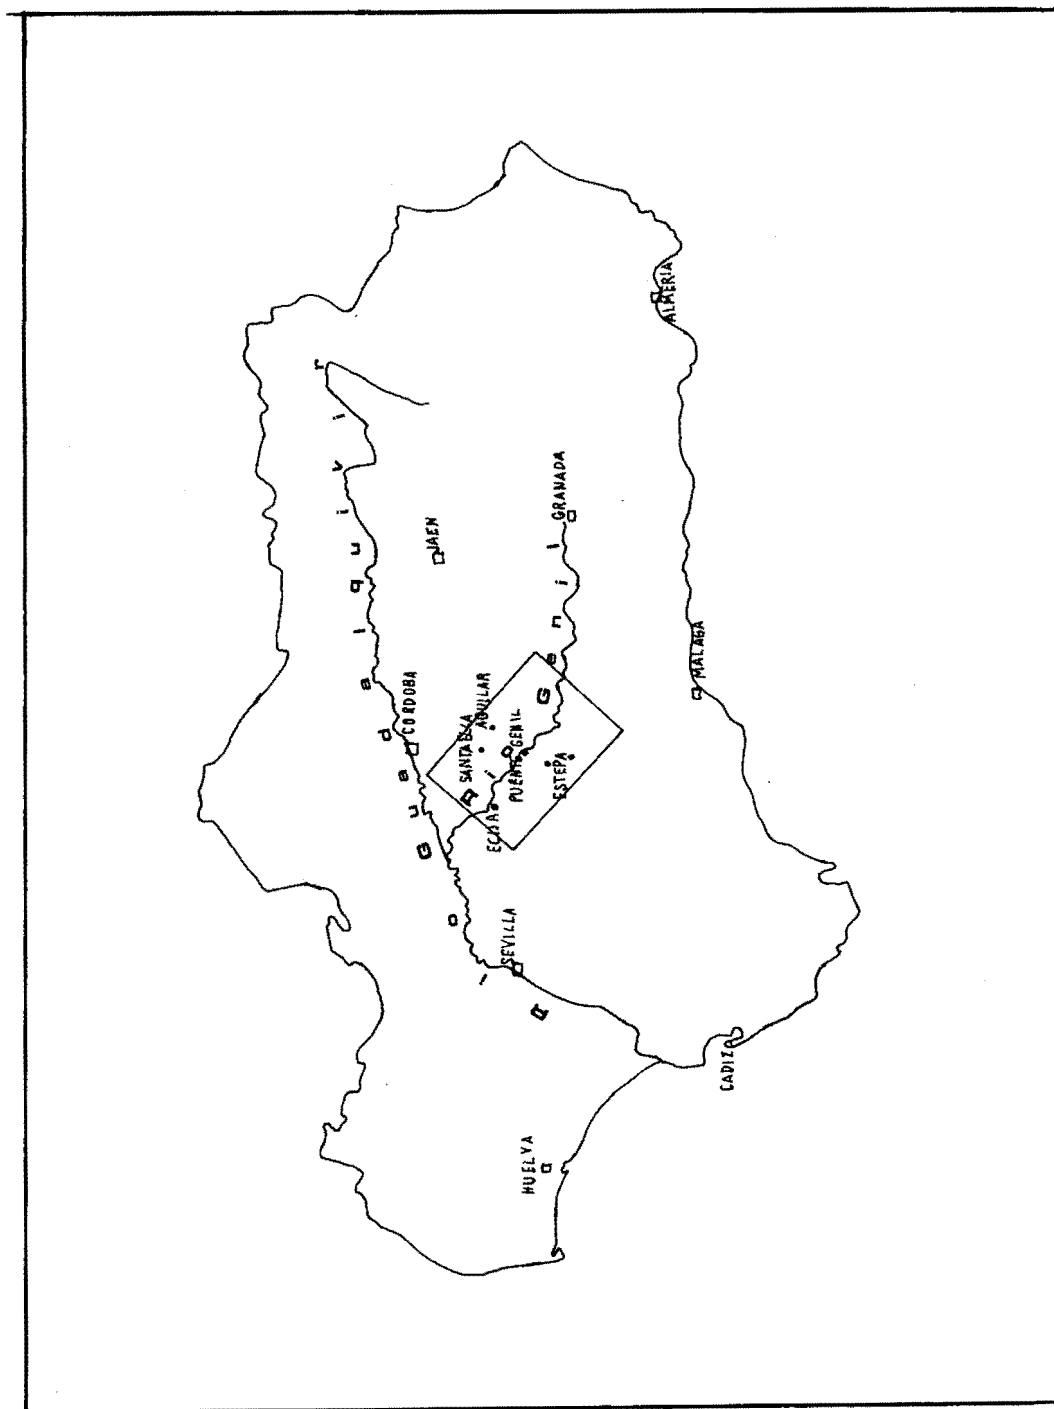 Rio Guadalquivir
CORDOBA
JAEN
SANTAELLA
AGUILAR
Rio Genil
ECIJA
PUENTE GENIL
SEVILLA
HUELVA
GRANADA
ESTEPA
ALMERIA
MALAGA
CADIZ